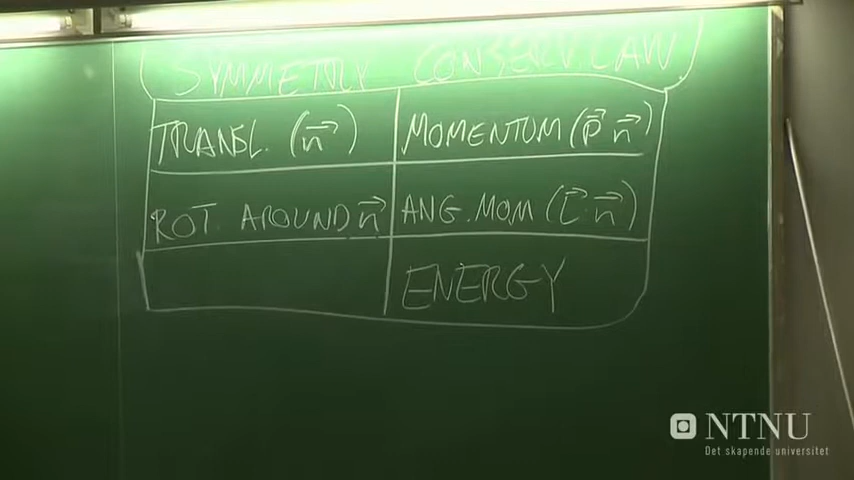 SYMMETRY CONSERV. LAW
TRANSL. (n⃗) MOMENTUM (p⃗ n⃗)
ROT. AROUND n⃗ ANG. MOM (L⃗ · n⃗)
ENERGY
NTNU
Det skapende universitet